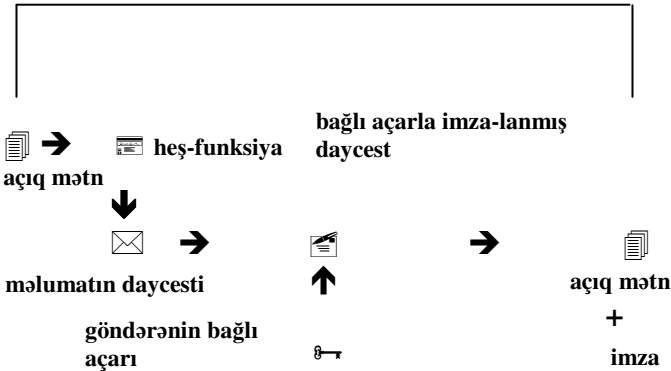 bağlı açarla imza-lanmış
daycest
heş-funksiya
açıq mətn
məlumatın daycesti
açıq mətn
+
göndərənin bağlı
açarı
imza